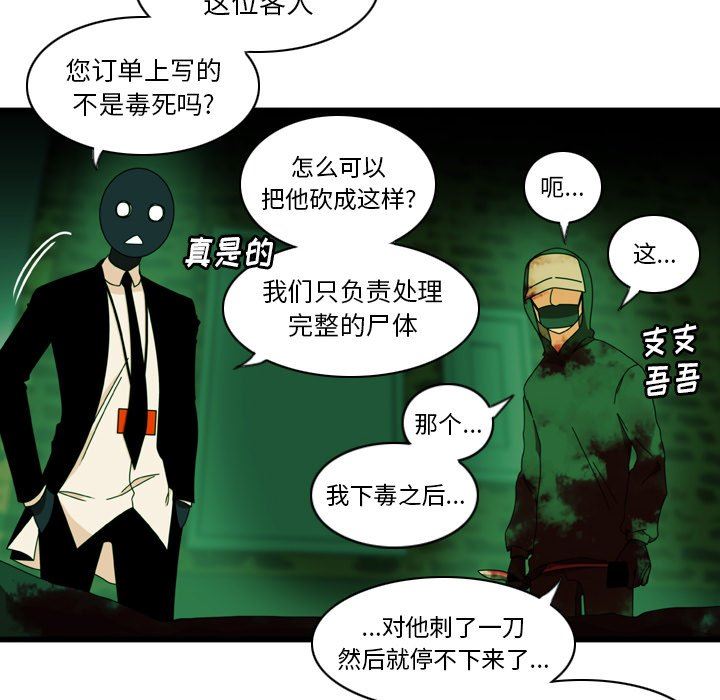 这位客人
您订单上写的
不是毒死吗?
怎么可以
把他砍成这样?
真是的
我们只负责处理
完整的尸体
呃...
这...
支支
吾吾
那个...
我下毒之后...
...对他刺了一刀
然后就停不下来了...